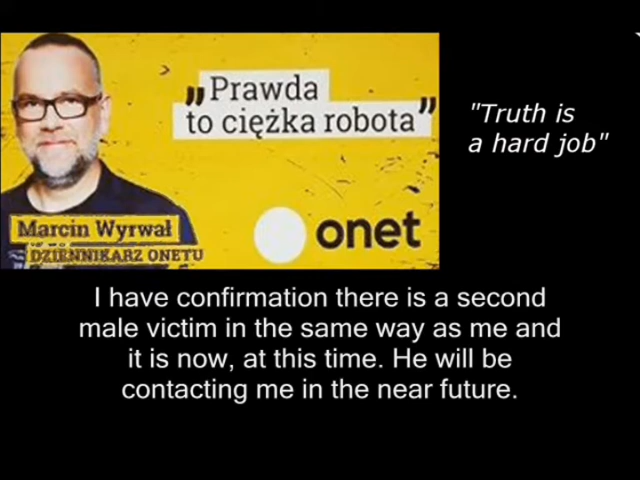 „Prawda
to ciężka robota”
"Truth is
a hard job"
Marcin Wyrwał
DZIENNIKARZ ONETU
onet
I have confirmation there is a second
male victim in the same way as me and
it is now, at this time. He will be
contacting me in the near future.